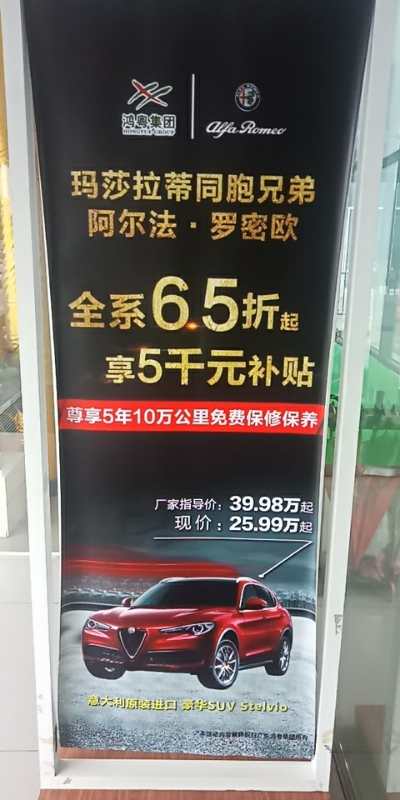 鸿粤集团
HONGYUE GROUP
Alfa Romeo
玛莎拉蒂同胞兄弟
阿尔法·罗密欧
全系65折起
享5千元补贴
尊享5年10万公里免费保修保养
厂家指导价：39.98万起
现价：25.99万起
意大利原装进口 豪华SUV Stelvio